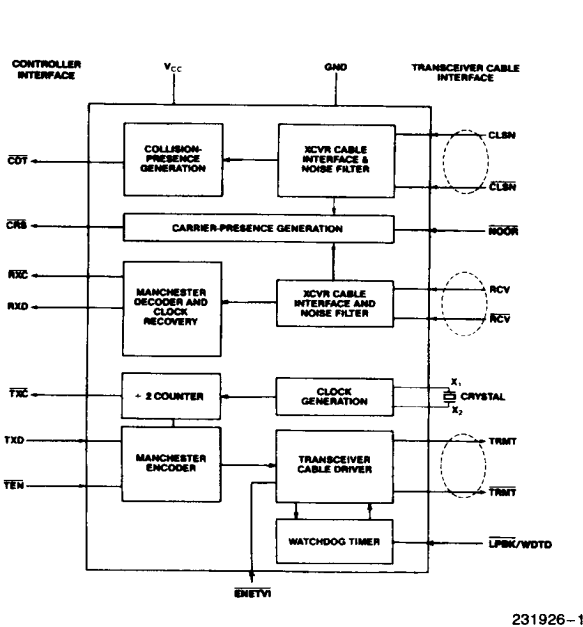 CONTROLLER
INTERFACE
VCC
GND
TRANSCEIVER CABLE
INTERFACE
COLLISION-
PRESENCE
GENERATION
XCVR CABLE
INTERFACE &
NOISE FILTER
CLSN
CDT
CLSN
CRS
CARRIER-PRESENCE GENERATION
NOOR
RXC
MANCHESTER
DECODER AND
CLOCK
RECOVERY
XCVR CABLE
INTERFACE AND
NOISE FILTER
RCV
RXD
RCV
TXC
÷ 2 COUNTER
CLOCK
GENERATION
X1
CRYSTAL
X2
TXD
MANCHESTER
ENCODER
TRANSCEIVER
CABLE DRIVER
TRMT
TEN
TRMT
WATCHDOG TIMER
LPBK/WDTD
ENETV1
231926–1